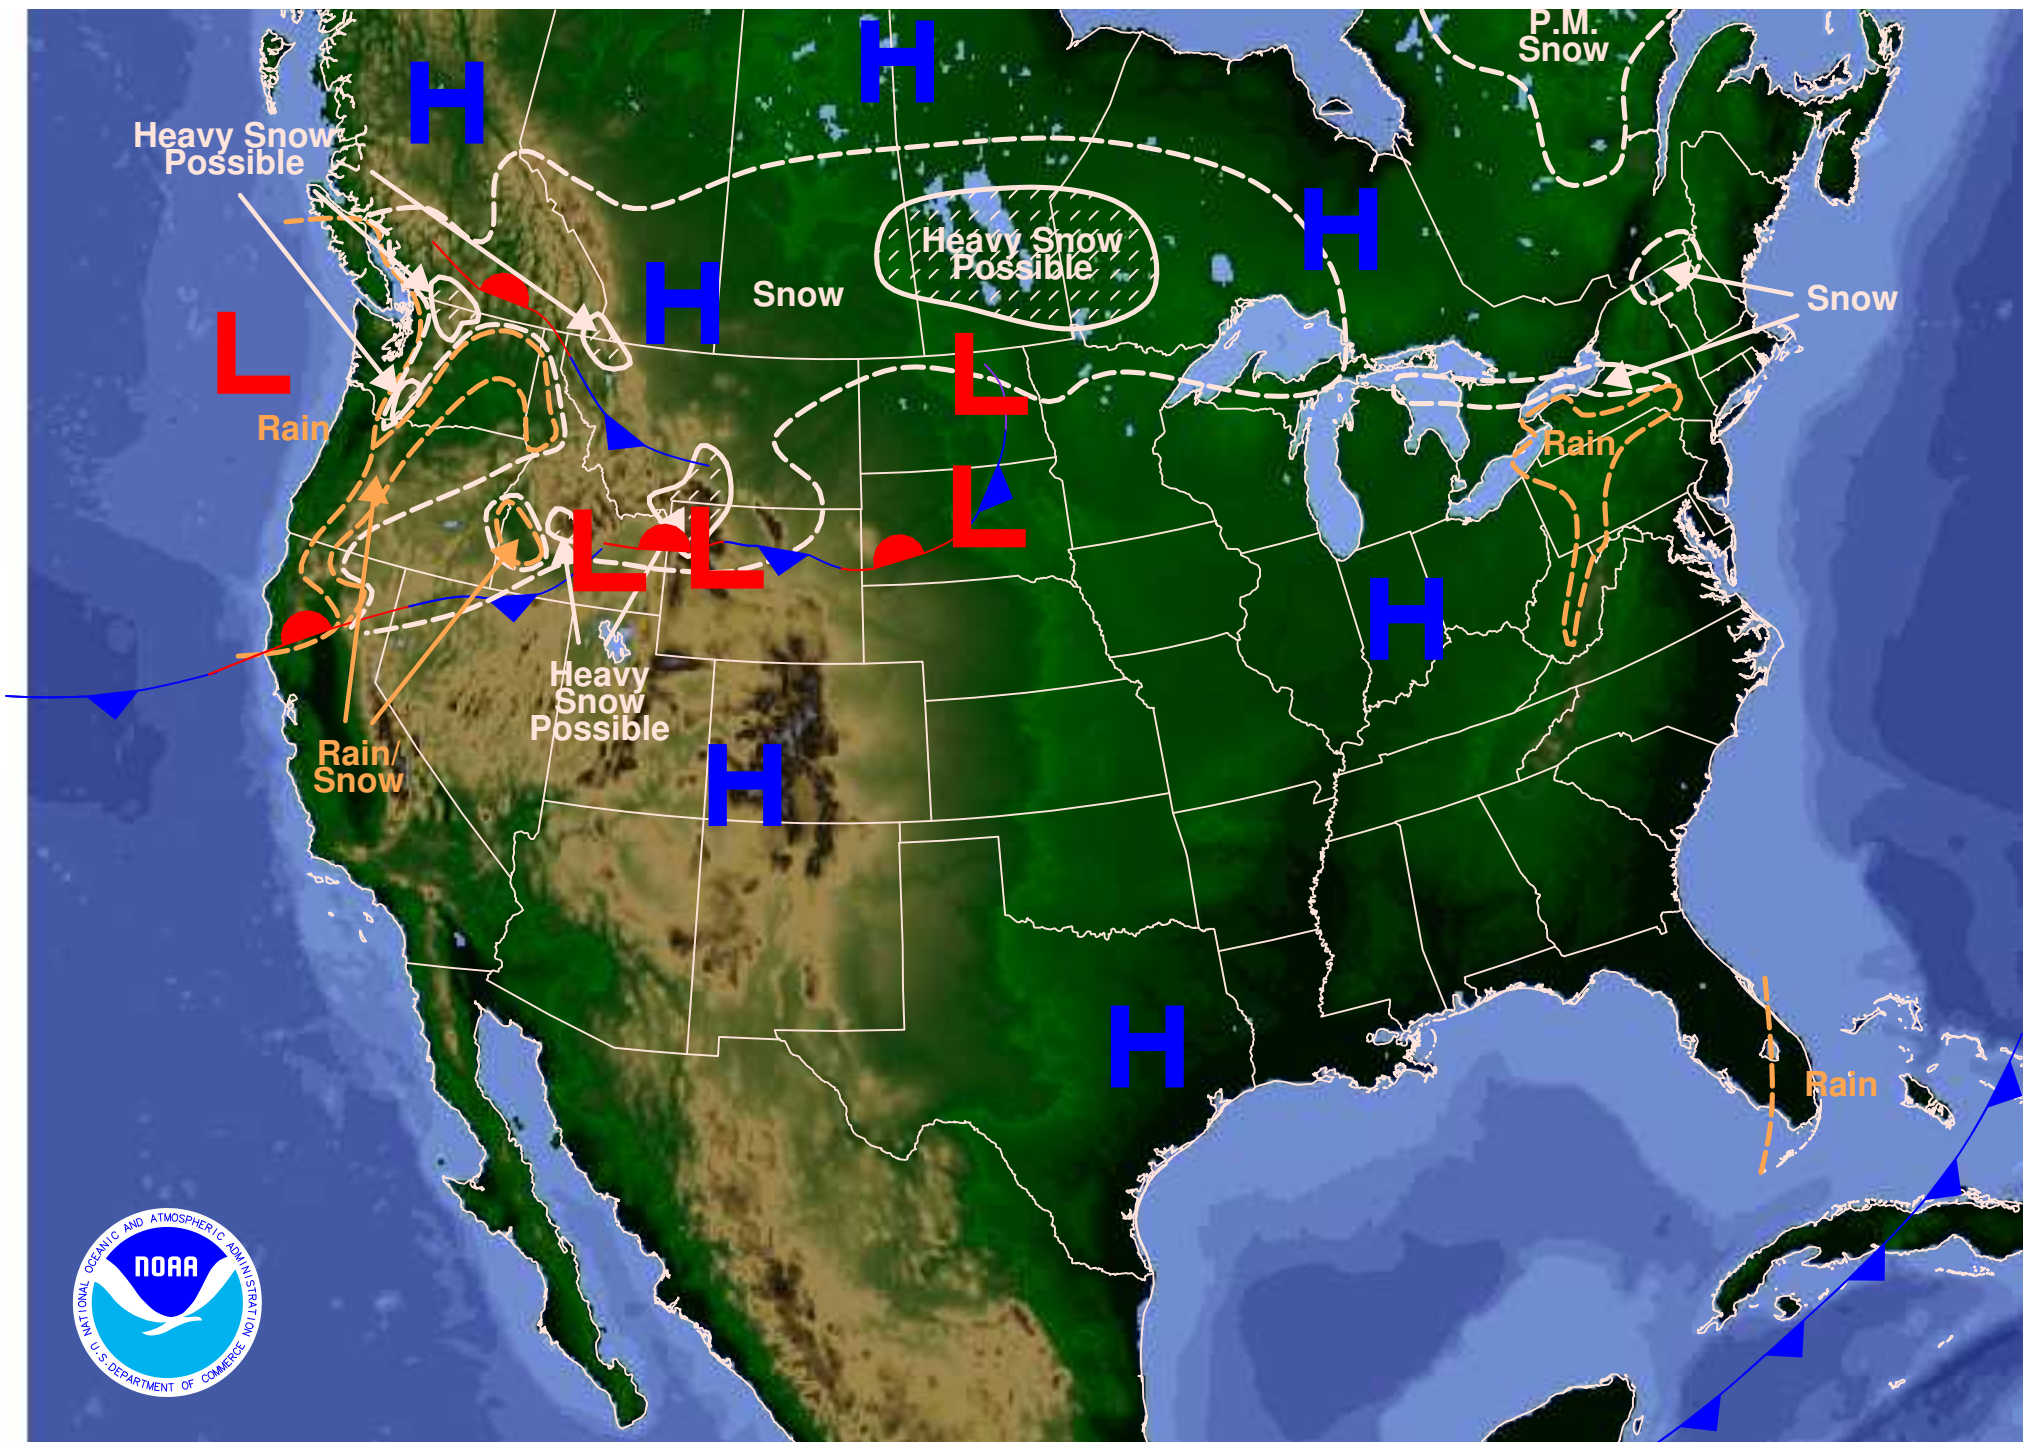 P.M.
Snow
H
H
Heavy Snow
Possible
H
Heavy Snow
Possible
H
Snow
Snow
L
L
Rain
Rain
L
L
L
H
Heavy
Snow
Possible
Rain/
Snow
H
H
Rain
NATIONAL OCEANIC AND ATMOSPHERIC ADMINISTRATION
NOAA
U.S. DEPARTMENT OF COMMERCE